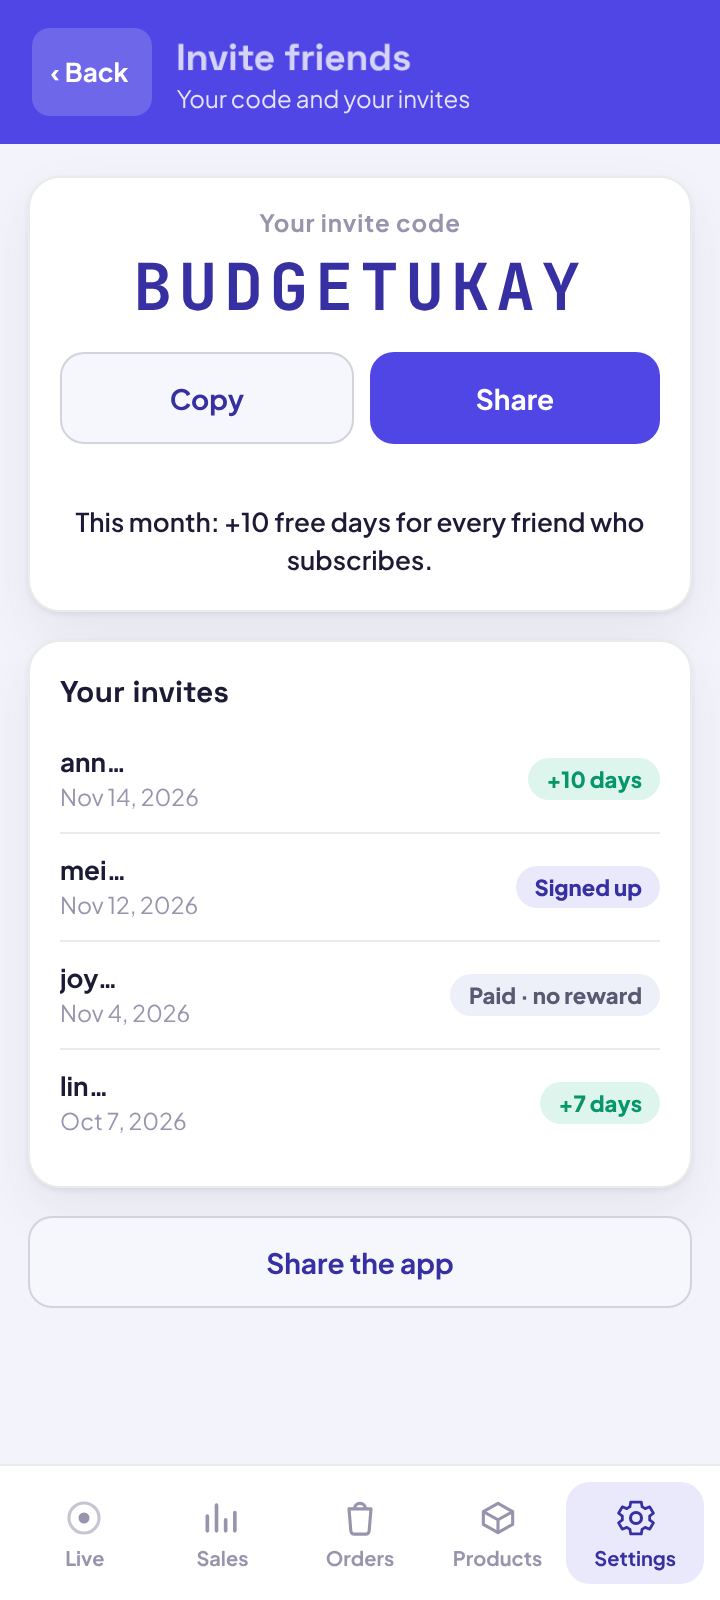 ‹ Back
Invite friends
Your code and your invites
Your invite code
BUDGETUKAY
Copy
Share
This month: +10 free days for every friend who
subscribes.
Your invites
ann…
Nov 14, 2026
+10 days
mei…
Nov 12, 2026
Signed up
joy…
Nov 4, 2026
Paid · no reward
lin…
Oct 7, 2026
+7 days
Share the app
Live
Sales
Orders
Products
Settings